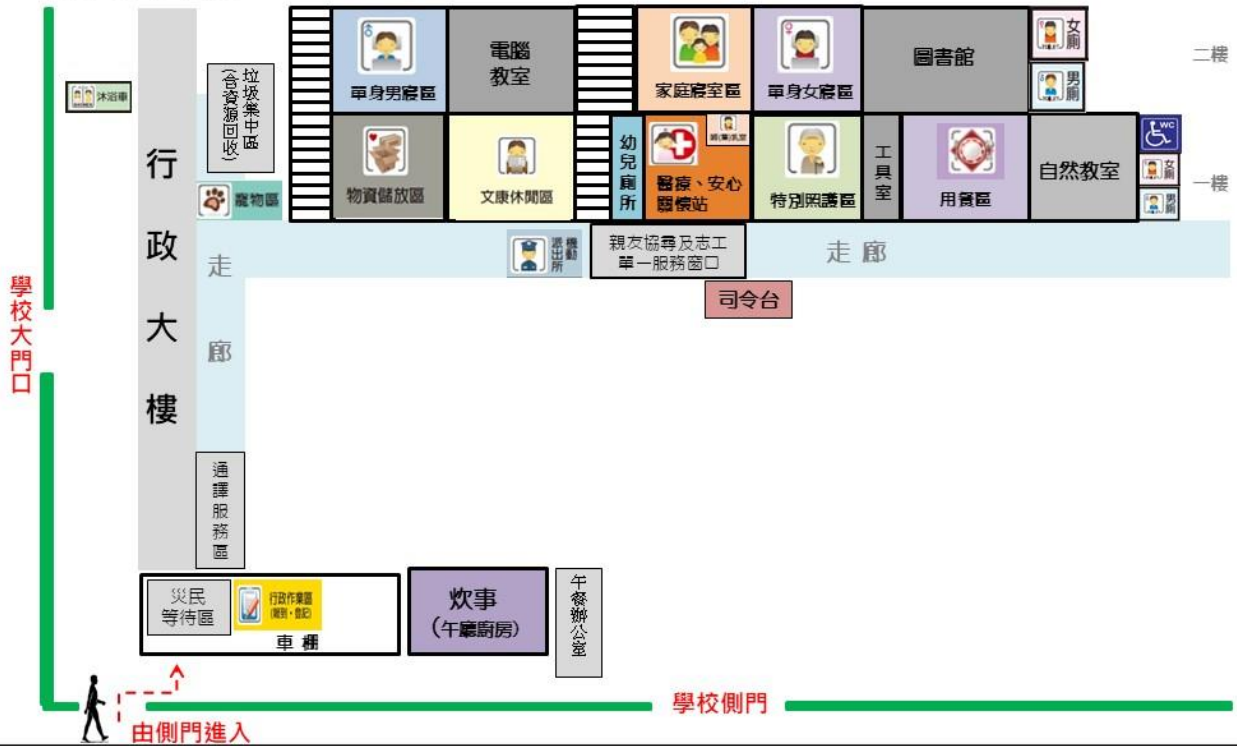 沐浴車
行
政
大
樓
垃圾集中區
(含資源回收)
寵物區
單身男寢區
電腦
教室
家庭寢室區
單身女寢區
圖書館
女廁
男廁
二樓
物資儲放區
文康休閒區
幼兒廁所
醫療、安心
關懷站
特別照護區
工具室
用餐區
自然教室
WC
女廁
男廁
一樓
機動
派出所
親友協尋及志工
單一服務窗口
走廊
司令台
走
廊
學校大門口
通譯服務區
災民
等待區
行政作業區
(報到、登記)
車棚
炊事
(午廳廚房)
午餐辦公室
學校側門
由側門進入